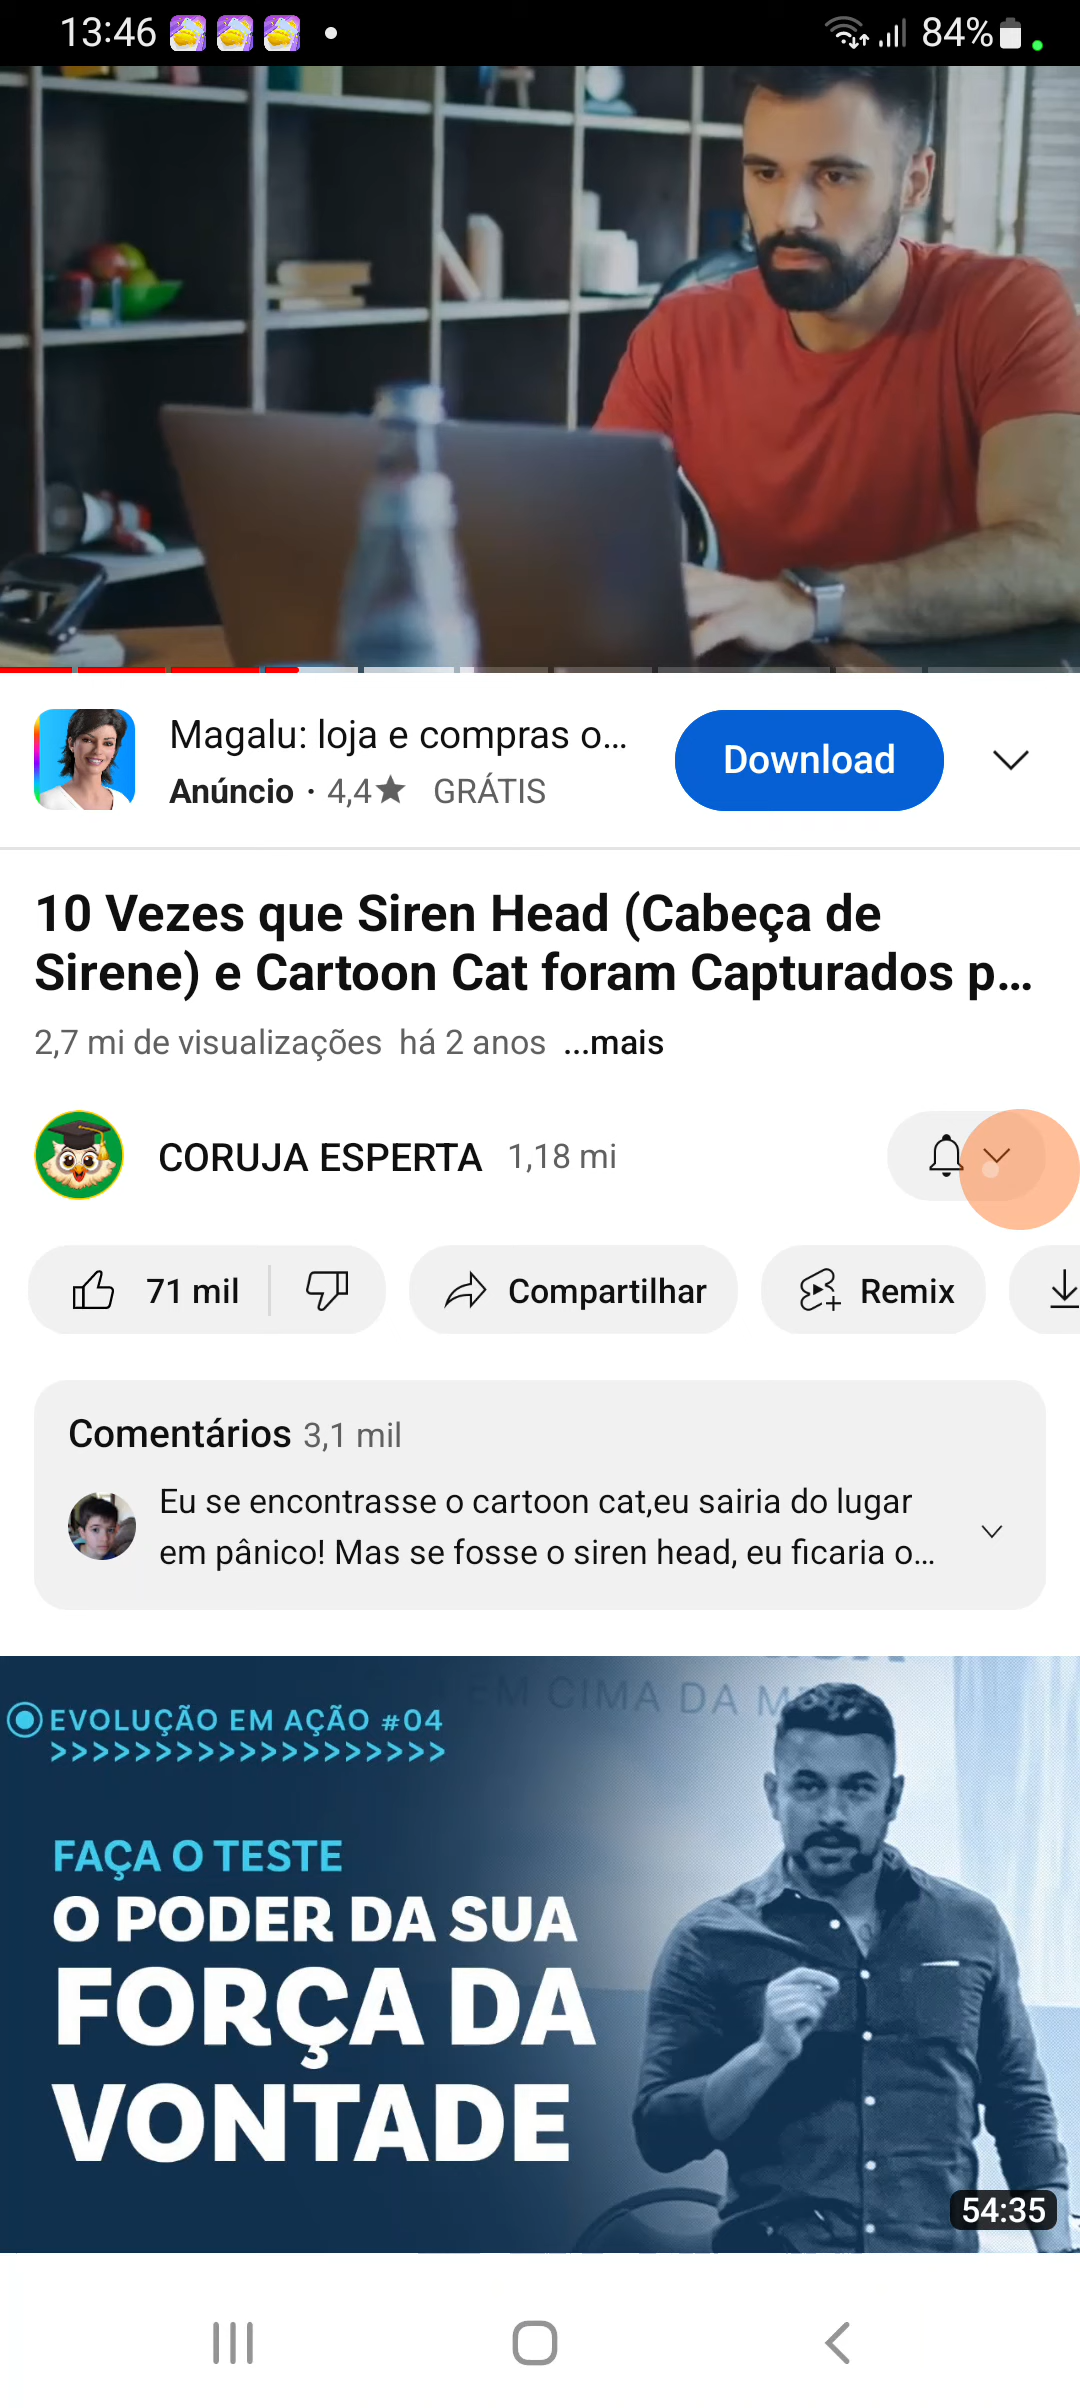 13:46
84%
Magalu: loja e compras o...
Download
Anúncio · 4,4★ GRÁTIS
10 Vezes que Siren Head (Cabeça de
Sirene) e Cartoon Cat foram Capturados p...
2,7 mi de visualizações há 2 anos ...mais
CORUJA ESPERTA 1,18 mi
71 mil
Compartilhar
Remix
Comentários 3,1 mil
Eu se encontrasse o cartoon cat,eu sairia do lugar
em pânico! Mas se fosse o siren head, eu ficaria o...
EM CIMA DA
EVOLUÇÃO EM AÇÃO #04
>>>>>>>>>>>>>>>>>>>
FAÇA O TESTE
O PODER DA SUA
FORÇA DA
VONTADE
54:35